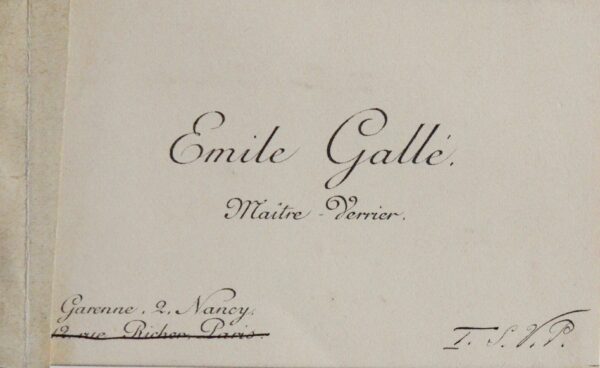 Emile Gallé.
Maître-Verrier.
Garenne, 2, Nancy.
12, rue Richer, Paris.
T. S. V. P.